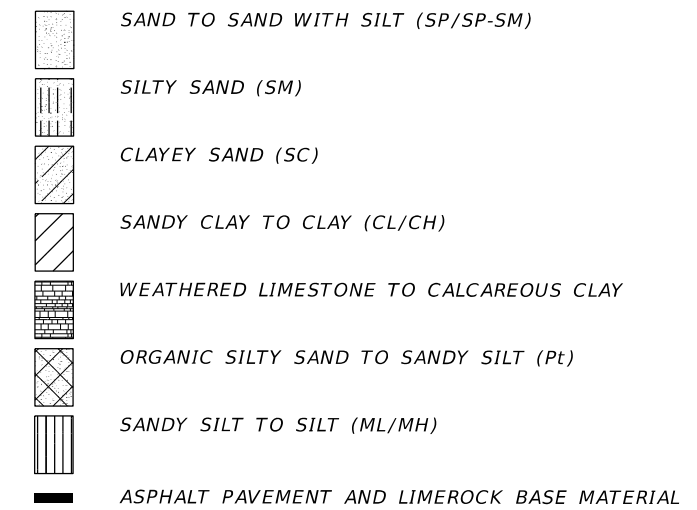 SAND TO SAND WITH SILT (SP/SP-SM)
SILTY SAND (SM)
CLAYEY SAND (SC)
SANDY CLAY TO CLAY (CL/CH)
WEATHERED LIMESTONE TO CALCAREOUS CLAY
ORGANIC SILTY SAND TO SANDY SILT (Pt)
SANDY SILT TO SILT (ML/MH)
ASPHALT PAVEMENT AND LIMEROCK BASE MATERIAL